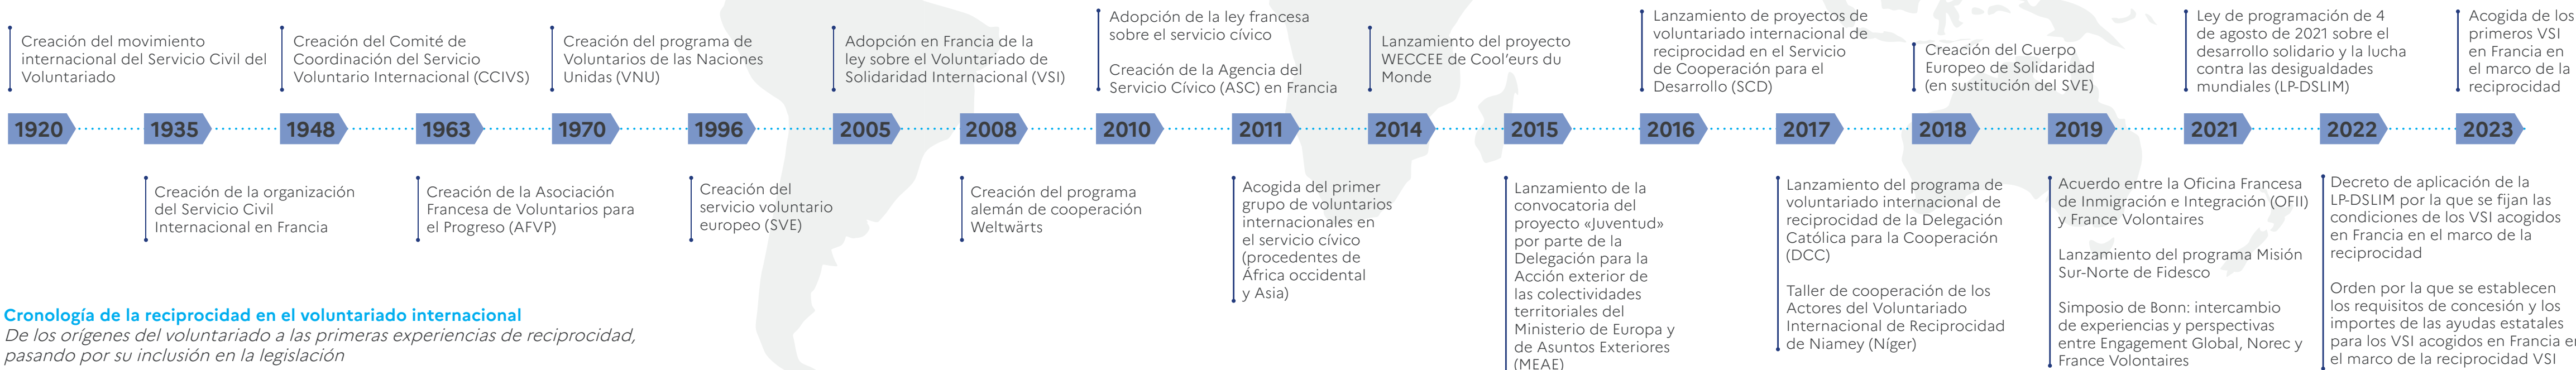 Creación del movimiento
internacional del Servicio Civil del
Voluntariado
Creación del Comité de
Coordinación del Servicio
Voluntario Internacional (CCIVS)
Creación del programa de
Voluntarios de las Naciones
Unidas (VNU)
Adopción en Francia de la
ley sobre el Voluntariado de
Solidaridad Internacional (VSI)
Adopción de la ley francesa
sobre el servicio cívico
Creación de la Agencia del
Servicio Cívico (ASC) en Francia
Lanzamiento del proyecto
WECCEE de Cool'eurs du
Monde
Lanzamiento de proyectos de
voluntariado internacional de
reciprocidad en el Servicio
de Cooperación para el
Desarrollo (SCD)
Creación del Cuerpo
Europeo de Solidaridad
(en sustitución del SVE)
Ley de programación de 4
de agosto de 2021 sobre el
desarrollo solidario y la lucha
contra las desigualdades
mundiales (LP-DSLIM)
Acogida de los
primeros VSI
en Francia en
el marco de la
reciprocidad
1920 1935 1948 1963 1970 1996 2005 2008 2010 2011 2014 2015 2016 2017 2018 2019 2021 2022 2023
Creación de la organización
del Servicio Civil
Internacional en Francia
Creación de la Asociación
Francesa de Voluntarios para
el Progreso (AFVP)
Creación del
servicio voluntario
europeo (SVE)
Creación del programa
alemán de cooperación
Weltwärts
Acogida del primer
grupo de voluntarios
internacionales en
el servicio cívico
(procedentes de
África occidental
y Asia)
Lanzamiento de la
convocatoria del
proyecto «Juventud»
por parte de la
Delegación para la
Acción exterior de
las colectividades
territoriales del
Ministerio de Europa y
de Asuntos Exteriores
(MEAE)
Lanzamiento del programa de
voluntariado internacional de
reciprocidad de la Delegación
Católica para la Cooperación
(DCC)
Taller de cooperación de los
Actores del Voluntariado
Internacional de Reciprocidad
de Niamey (Níger)
Acuerdo entre la Oficina Francesa
de Inmigración e Integración (OFII)
y France Volontaires
Lanzamiento del programa Misión
Sur-Norte de Fidesco
Simposio de Bonn: intercambio
de experiencias y perspectivas
entre Engagement Global, Norec y
France Volontaires
Decreto de aplicación de la
LP-DSLIM por la que se fijan las
condiciones de los VSI acogidos
en Francia en el marco de la
reciprocidad
Orden por la que se establecen
los requisitos de concesión y los
importes de las ayudas estatales
para los VSI acogidos en Francia en
el marco de la reciprocidad VSI
Cronología de la reciprocidad en el voluntariado internacional
De los orígenes del voluntariado a las primeras experiencias de reciprocidad,
pasando por su inclusión en la legislación